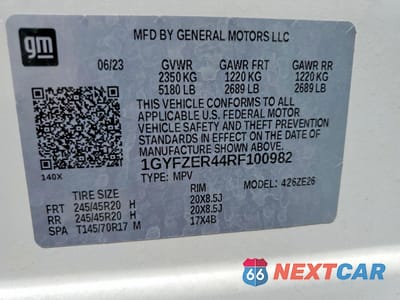 gm
MFD BY GENERAL MOTORS LLC
06/23 GVWR GAWR FRT GAWR RR
2350 KG 1220 KG 1220 KG
5180 LB 2689 LB 2689 LB
THIS VEHICLE CONFORMS TO ALL
APPLICABLE U.S. FEDERAL MOTOR
VEHICLE SAFETY, BUMPER, AND THEFT
PREVENTION STANDARDS IN EFFECT ON
THE DATE OF MANUFACTURE SHOWN ABOVE.
1GYFZER44RF100982
140X TYPE: MPV
TIRE SIZE RIM MODEL: 426ZE26
FRT 245/45R20 H 20X8.5J
RR 245/45R20 H 20X8.5J
SPA T145/70R17 M 17X4B
66 NEXTCAR